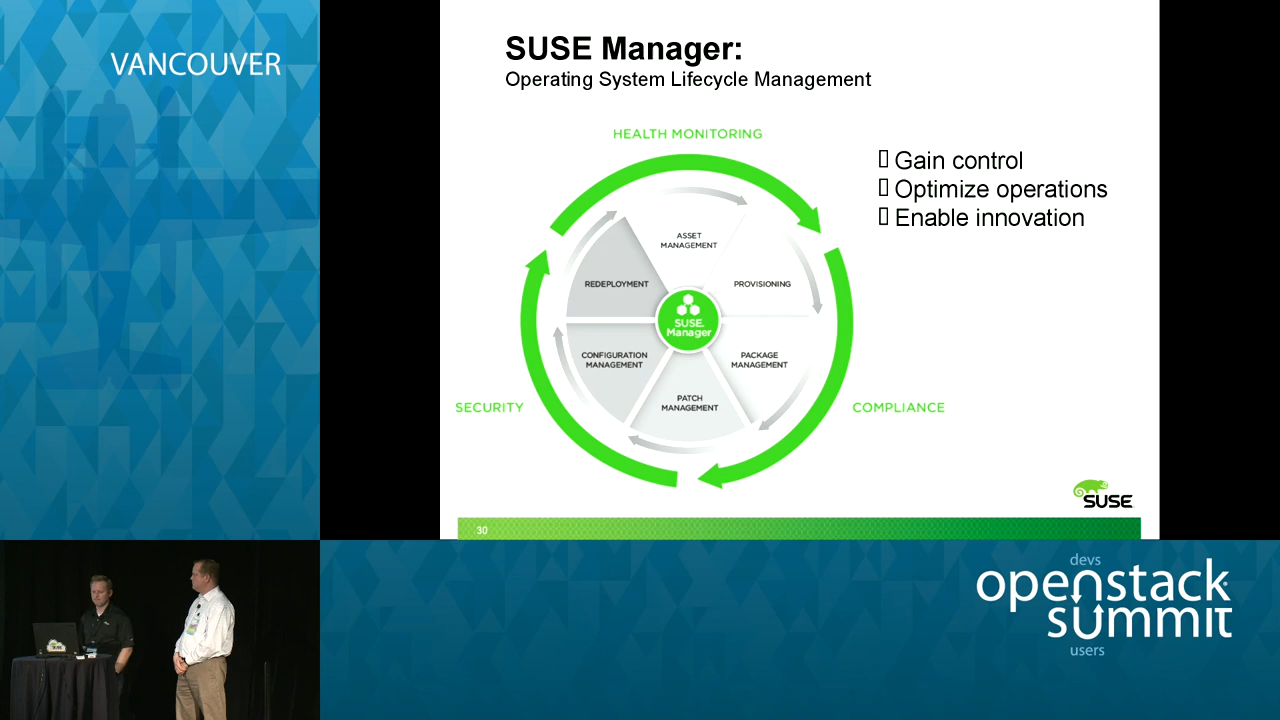 VANCOUVER
SUSE Manager:
Operating System Lifecycle Management
HEALTH MONITORING
Gain control
Optimize operations
Enable innovation
ASSET
MANAGEMENT
REDEPLOYMENT
PROVISIONING
SUSE
Manager
CONFIGURATION
MANAGEMENT
PACKAGE
MANAGEMENT
PATCH
MANAGEMENT
SECURITY
COMPLIANCE
SUSE
30
SUSE
devs
openstack
summit
users